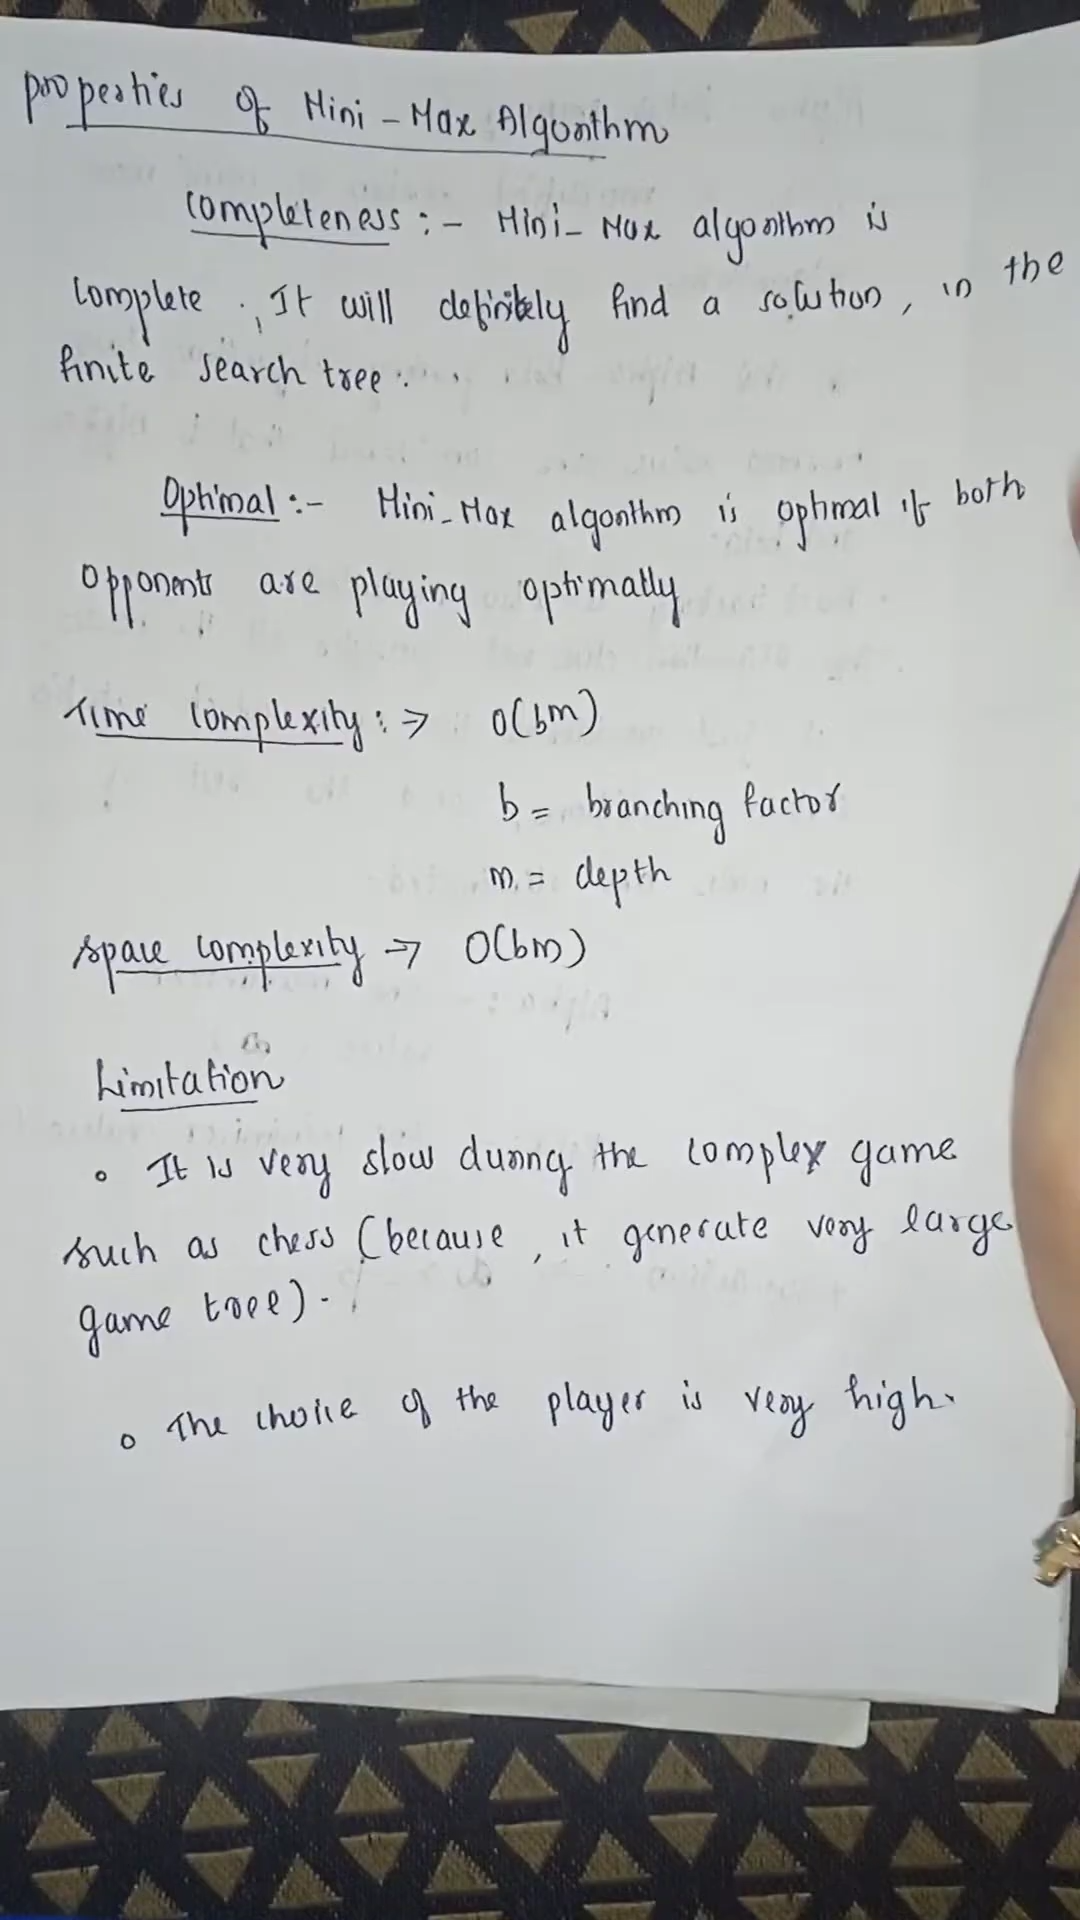 properties of Mini-Max Algorithm
Completeness :- Mini-Max algorithm is
complete. It will definitely find a solution, in the
finite search tree.
Optimal :- Mini-Max algorithm is optimal if both
opponents are playing optimally
Time complexity :⇒ O(bm)
b = branching factor
m = depth
space complexity → O(bm)
Limitation
• It is very slow during the complex game
such as chess (because, it generate very large
game tree).
• The choice of the player is very high.